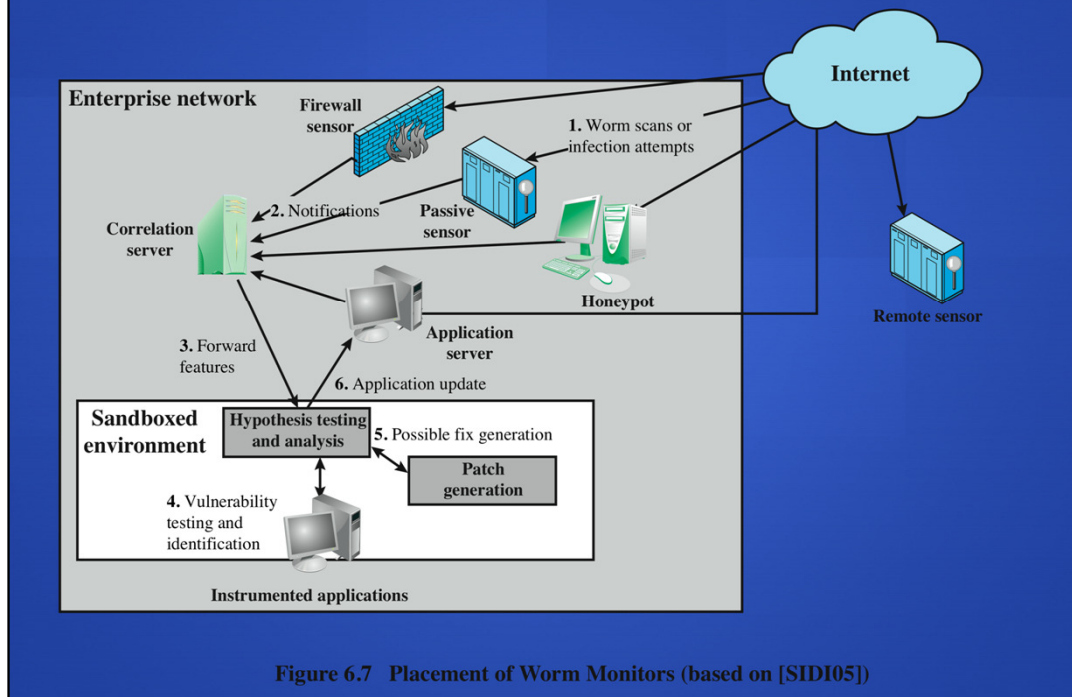 Internet
Enterprise network
Firewall
sensor
1. Worm scans or
infection attempts
2. Notifications
Passive
sensor
Correlation
server
Honeypot
Remote sensor
Application
server
3. Forward
features
6. Application update
Sandboxed
environment
Hypothesis testing
and analysis
5. Possible fix generation
Patch
generation
4. Vulnerability
testing and
identification
Instrumented applications
Figure 6.7 Placement of Worm Monitors (based on [SIDI05])